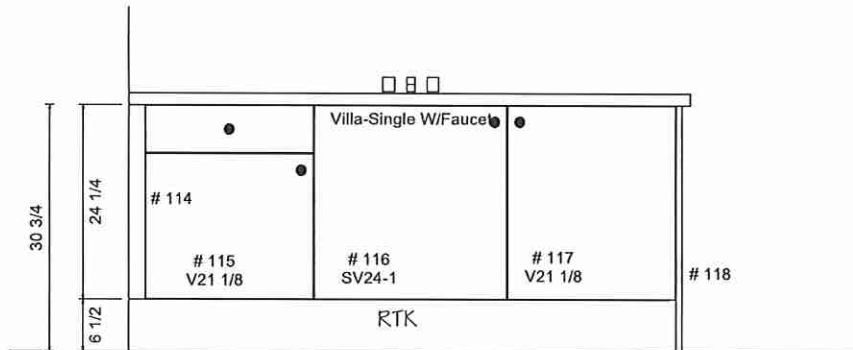 Villa-Single W/Faucet
# 114
24 1/4
30 3/4
# 115
V21 1/8
# 116
SV24-1
# 117
V21 1/8
# 118
6 1/2
RTK